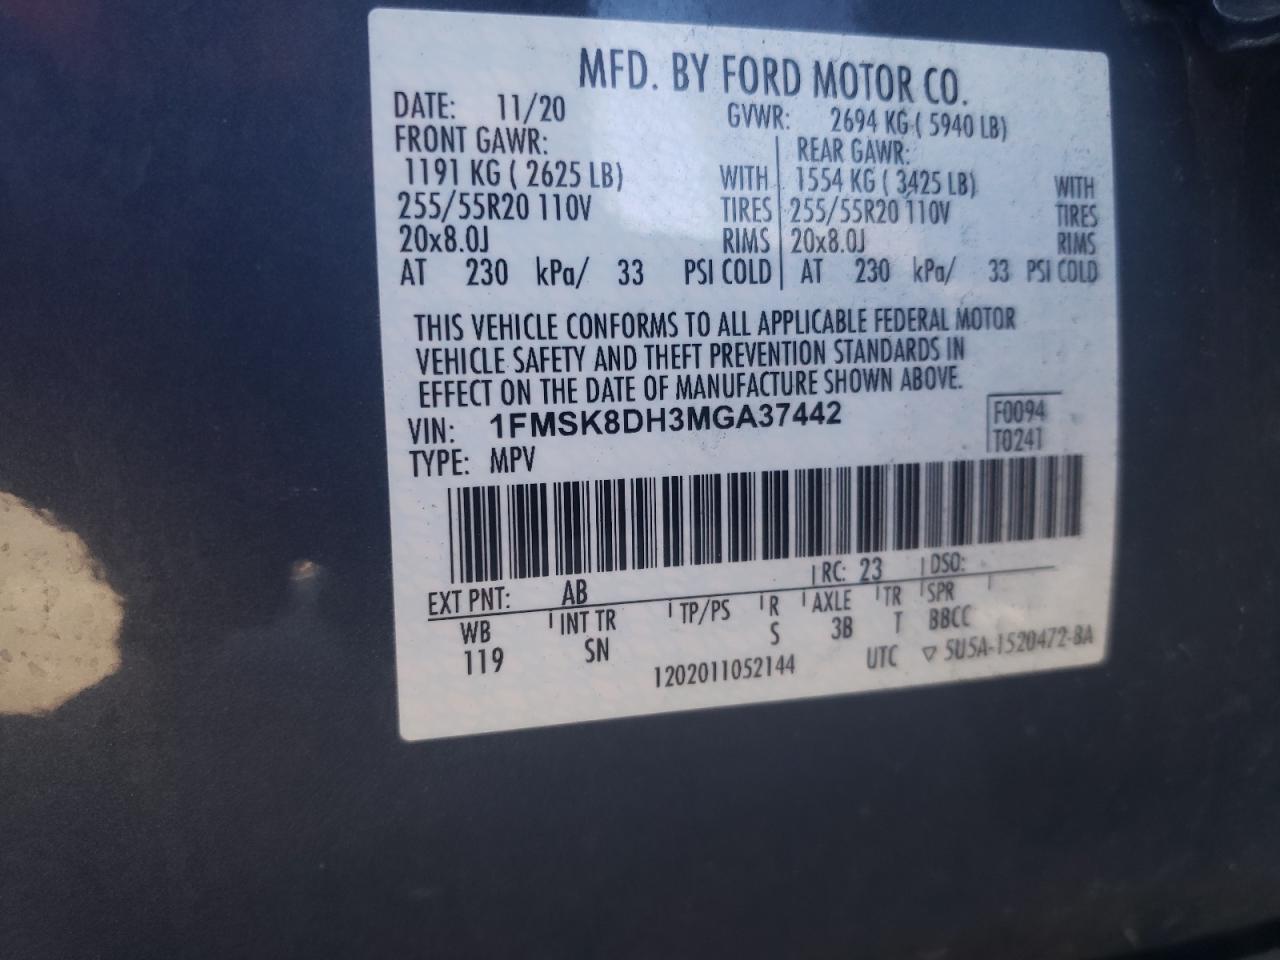 MFD. BY FORD MOTOR CO.
DATE: 11/20 GVWR: 2694 KG ( 5940 LB)
FRONT GAWR: REAR GAWR:
1191 KG ( 2625 LB) WITH 1554 KG ( 3425 LB) WITH
255/55R20 110V TIRES 255/55R20 110V TIRES
20x8.0J RIMS 20x8.0J RIMS
AT 230 kPa/ 33 PSI COLD AT 230 kPa/ 33 PSI COLD
THIS VEHICLE CONFORMS TO ALL APPLICABLE FEDERAL MOTOR
VEHICLE SAFETY AND THEFT PREVENTION STANDARDS IN
EFFECT ON THE DATE OF MANUFACTURE SHOWN ABOVE.
VIN: 1FMSK8DH3MGA37442 F0094
TYPE: MPV T0241
EXT PNT: AB RC: 23 DSO:
WB INT TR TP/PS R AXLE TR SPR
119 SN S 3B T BBCC
1202011052144 UTC ▽ 5U5A-1520472-BA